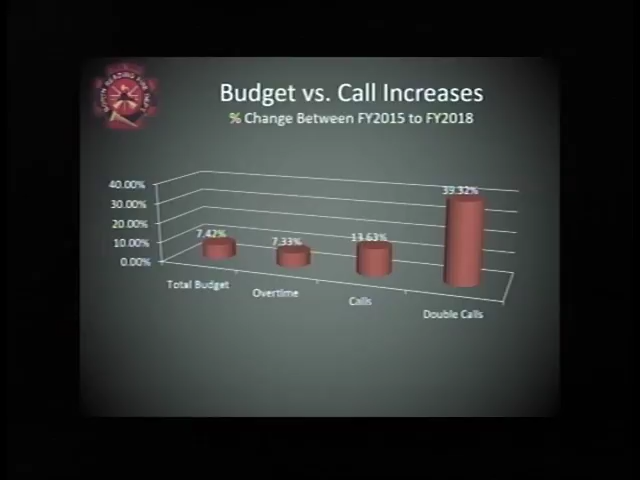 Budget vs. Call Increases
% Change Between FY2015 to FY2018
40.00%
30.00%
20.00%
10.00%
0.00%
7.42%
7.33%
13.63%
39.32%
Total Budget
Overtime
Calls
Double Calls